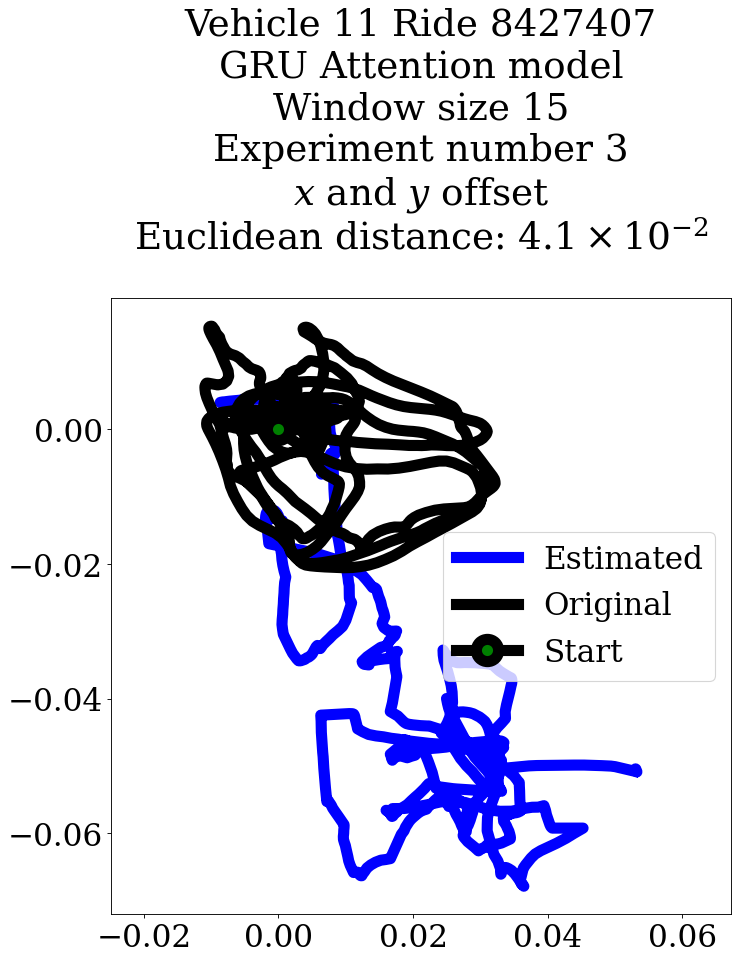 Vehicle 11 Ride 8427407
GRU Attention model
Window size 15
Experiment number 3
x and y offset
Euclidean distance: 4.1 × 10⁻²
0.00
−0.02
−0.04
−0.06
Estimated
Original
Start
−0.02 0.00 0.02 0.04 0.06